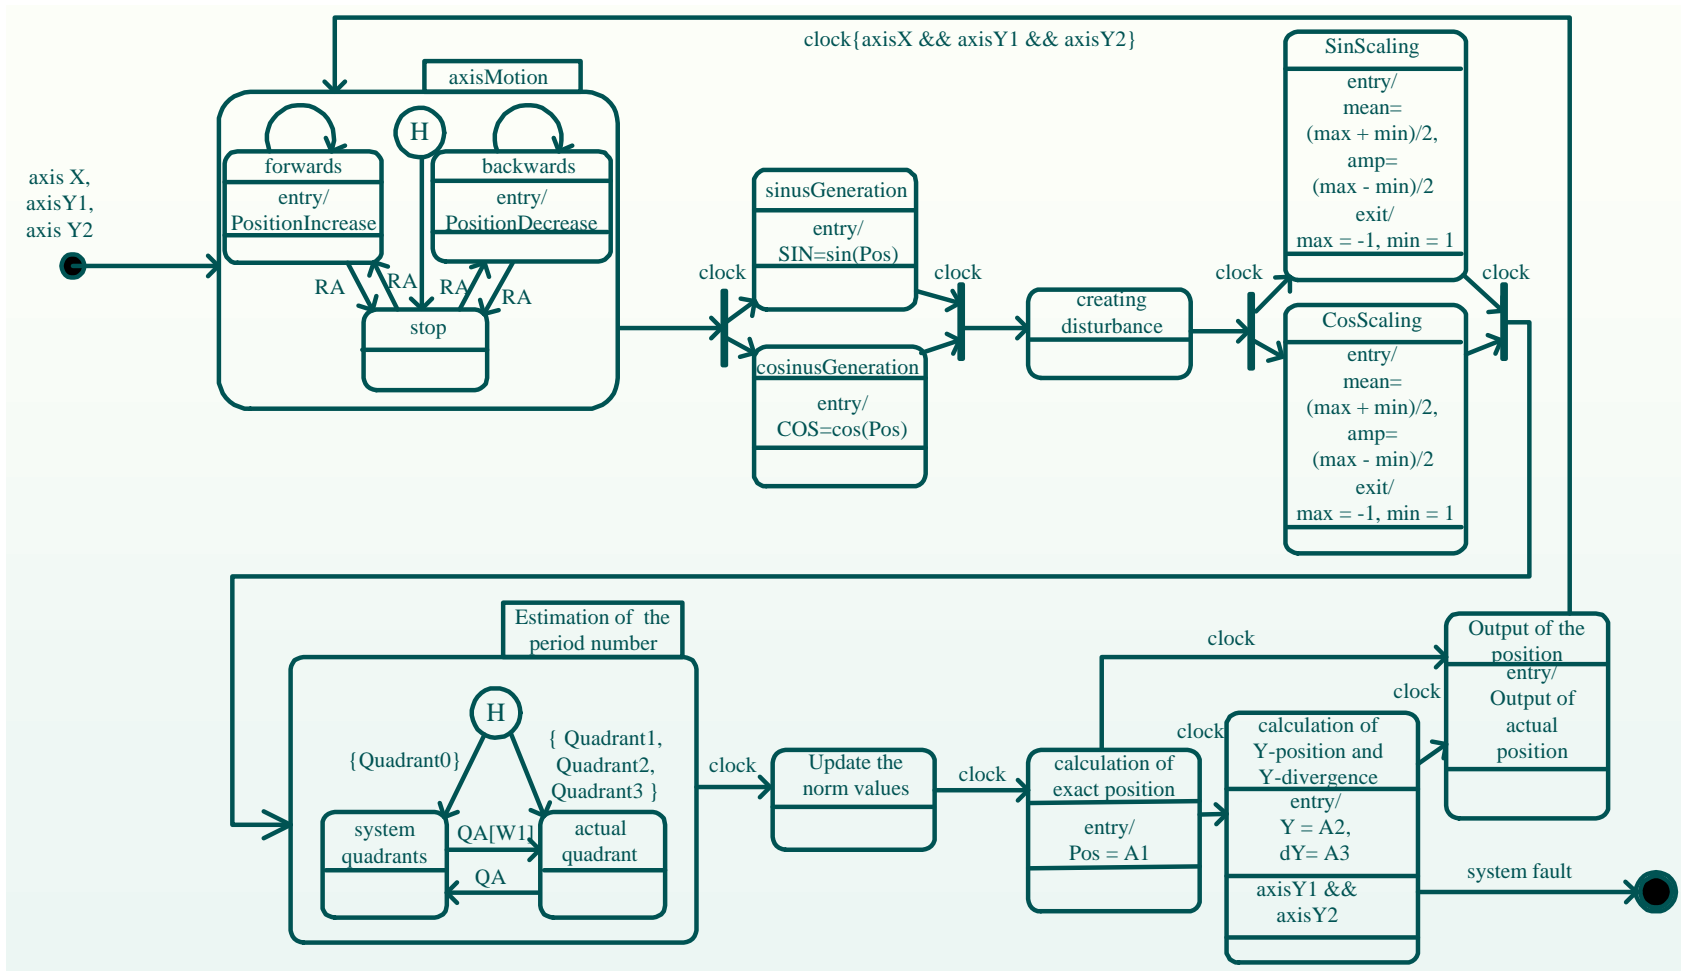 clock{axisX && axisY1 && axisY2}
axis X,
axisY1,
axis Y2
axisMotion
H
forwards
entry/
PositionIncrease
backwards
entry/
PositionDecrease
RA
RA
RA
RA
stop
clock
sinusGeneration
entry/
SIN=sin(Pos)
cosinusGeneration
entry/
COS=cos(Pos)
clock
creating
disturbance
clock
SinScaling
entry/
mean=
(max + min)/2,
amp=
(max - min)/2
exit/
max = -1, min = 1
CosScaling
entry/
mean=
(max + min)/2,
amp=
(max - min)/2
exit/
max = -1, min = 1
clock
Estimation of the
period number
H
{Quadrant0}
{ Quadrant1,
Quadrant2,
Quadrant3 }
system
quadrants
QA[W1]
QA
actual
quadrant
clock
Update the
norm values
clock
calculation of
exact position
entry/
Pos = A1
clock
clock
calculation of
Y-position and
Y-divergence
entry/
Y = A2,
dY= A3
axisY1 &&
axisY2
clock
Output of the
position
entry/
Output of
actual
position
system fault